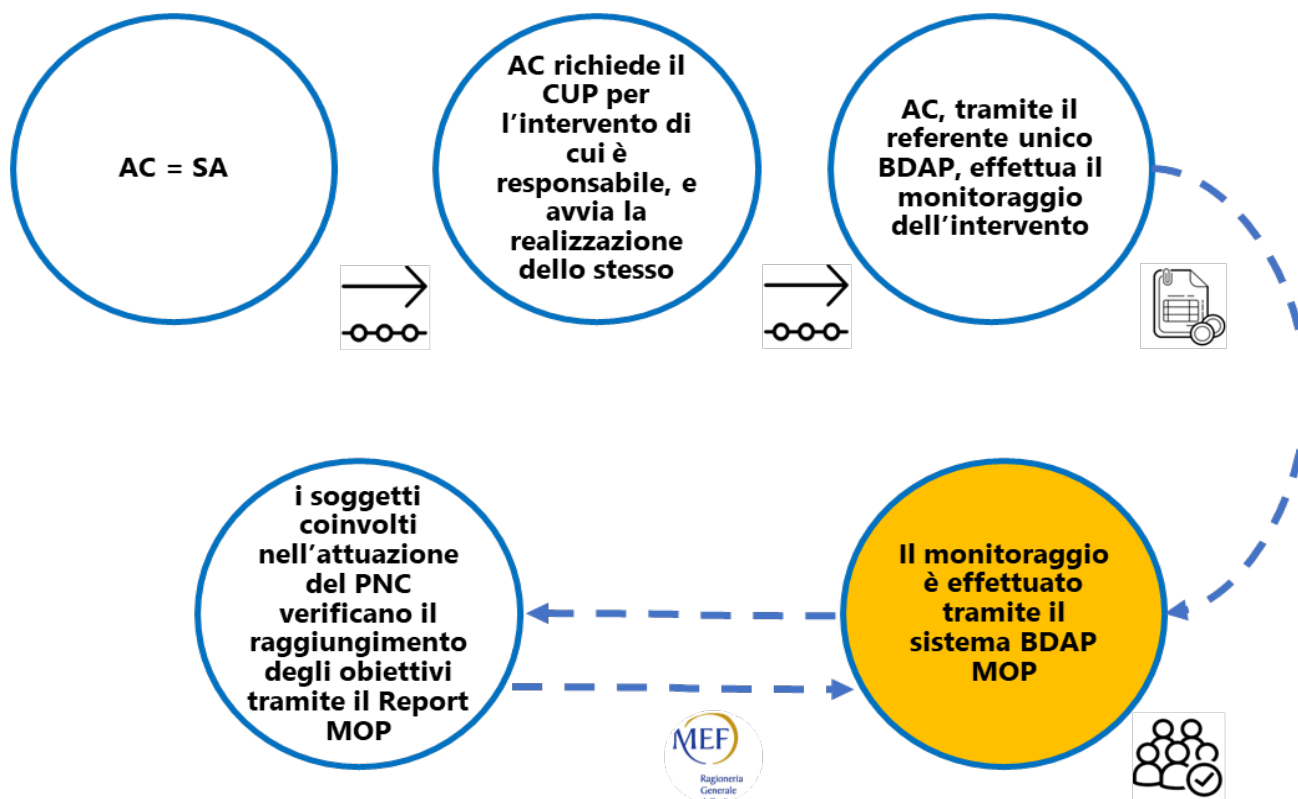 AC = SA
AC richiede il
CUP per
l’intervento di
cui è
responsabile, e
avvia la
realizzazione
dello stesso
AC, tramite il
referente unico
BDAP, effettua il
monitoraggio
dell’intervento
i soggetti
coinvolti
nell’attuazione
del PNC
verificano il
raggiungimento
degli obiettivi
tramite il Report
MOP
Il monitoraggio
è effettuato
tramite il
sistema BDAP
MOP
MEF
Ragioneria
Generale